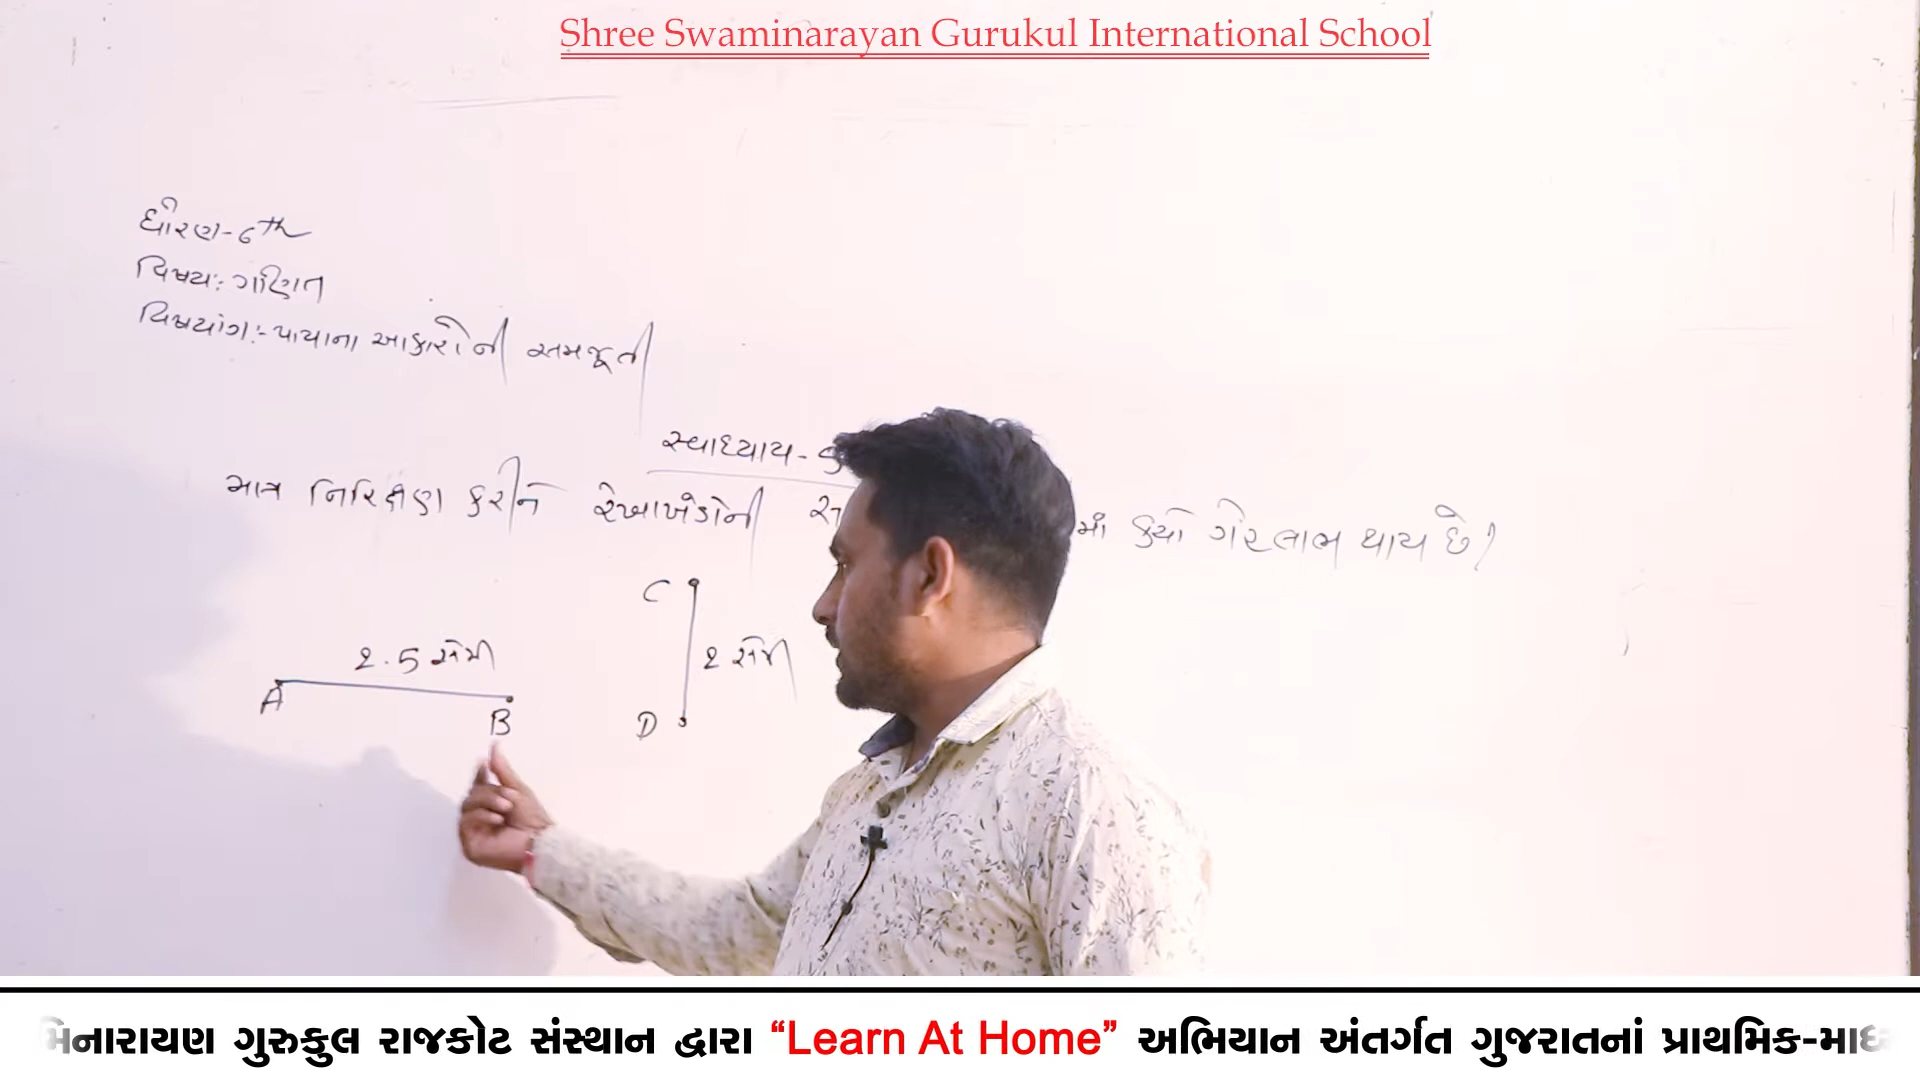 Shree Swaminarayan Gurukul International School
ધોરણ-6th
વિષય: ગણિત
વિષયાંગ:- પાયાના આકારોની સમજૂતી
સ્વાધ્યાય-
માત્ર નિરિક્ષણ કરીને રેખાખંડોની માં કયો ગેરલાભ થાય છે?
C
2.5 સેમી
2 સેમી
A
B
D
નારાયણ ગુરુકુલ રાજકોટ સંસ્થાન દ્વારા “Learn At Home” અભિયાન અંતર્ગત ગુજરાતનાં પ્રાથમિક-માધ્ય